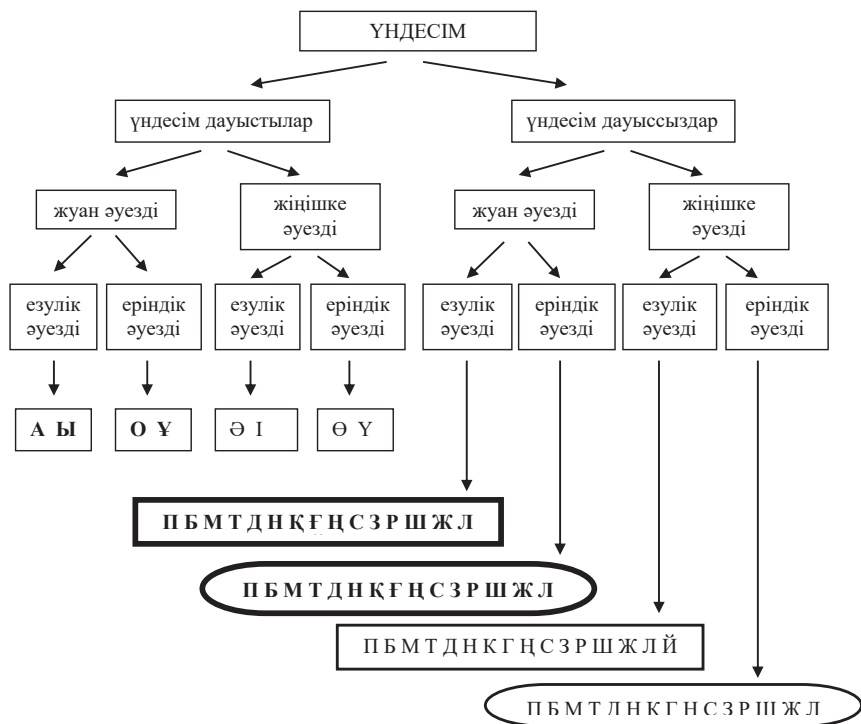 ҮНДЕСІМ
үндесім дауыстылар
үндесім дауыссыздар
жуан әуезді
жіңішке
әуезді
жуан әуезді
жіңішке
әуезді
езулік
әуезді
еріндік
әуезді
езулік
әуезді
еріндік
әуезді
езулік
әуезді
еріндік
әуезді
езулік
әуезді
еріндік
әуезді
А Ы
О Ұ
Ә І
Ө Ү
П Б М Т Д Н Қ Ғ Ң С З Р Ш Ж Л
П Б М Т Д Н Қ Ғ Ң С З Р Ш Ж Л
П Б М Т Д Н К Г Ң С З Р Ш Ж Л Й
П Б М Т Д Н К Г Н С З Р Ш Ж Л